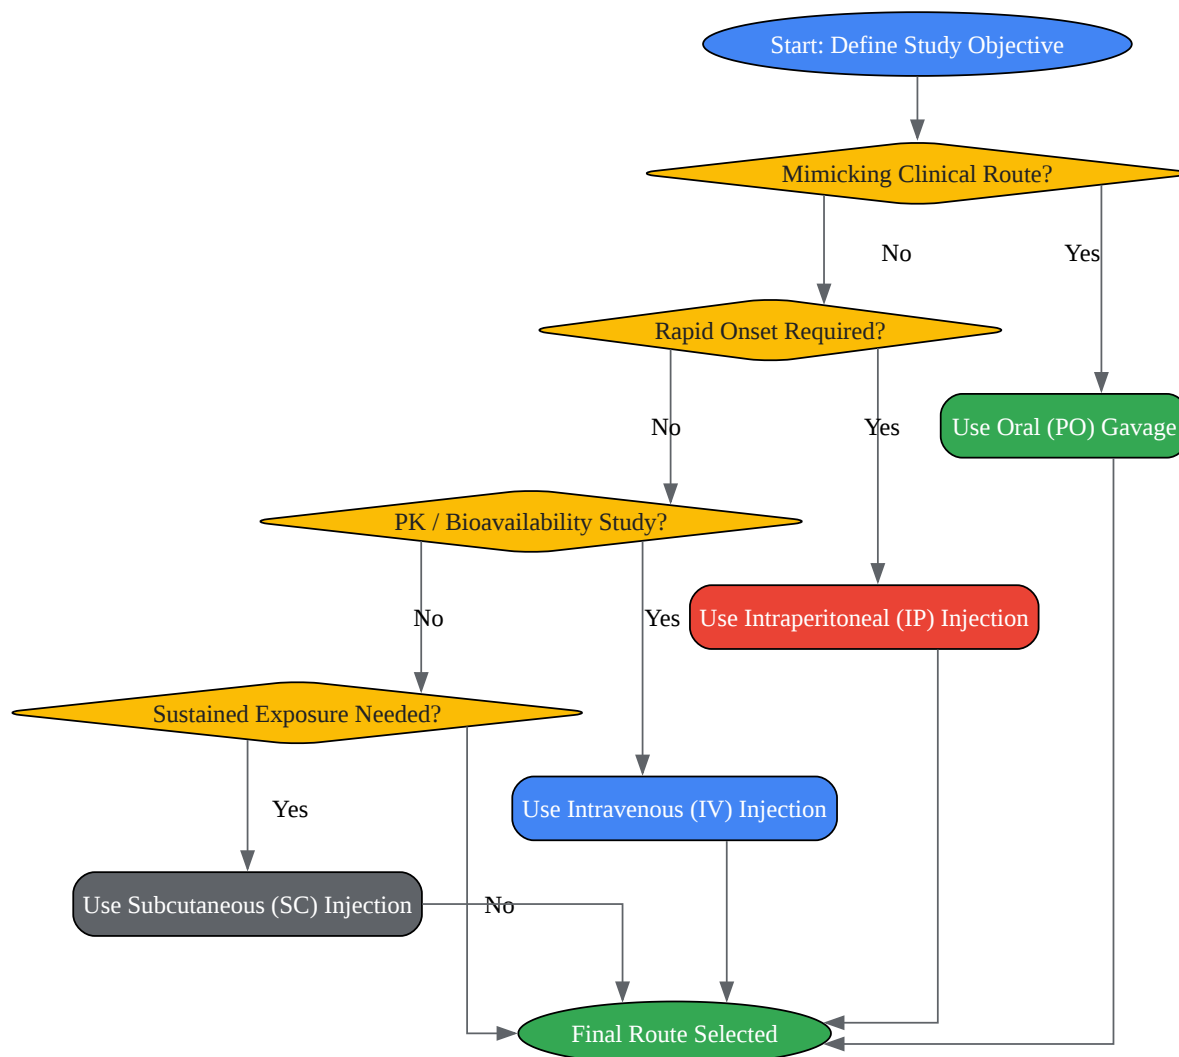 Start: Define Study Objective
Mimicking Clinical Route?
No
Yes
Rapid Onset Required?
No
Yes
Use Oral (PO) Gavage
PK / Bioavailability Study?
No
Yes
Use Intraperitoneal (IP) Injection
Sustained Exposure Needed?
Yes
Use Intravenous (IV) Injection
Use Subcutaneous (SC) Injection
No
Final Route Selected